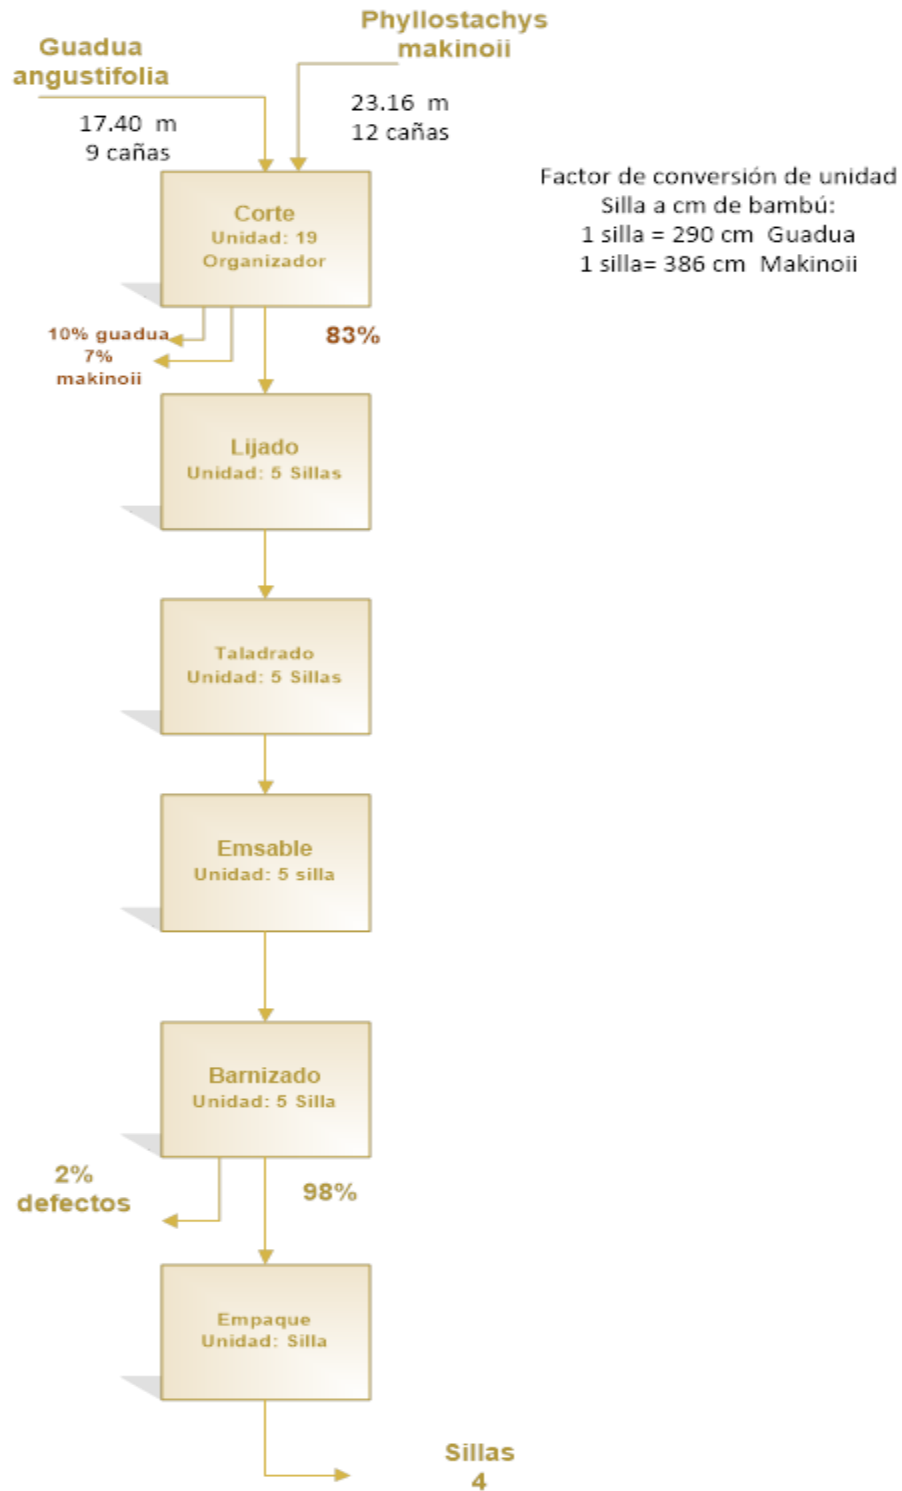 Phyllostachys
makinoii
Guadua
angustifolia
23.16 m
12 cañas
17.40 m
9 cañas
Factor de conversión de unidad
Silla a cm de bambú:
1 silla = 290 cm Guadua
1 silla= 386 cm Makinoii
Corte
Unidad: 19
Organizador
10% guadua
7%
makinoii
83%
Lijado
Unidad: 5 Sillas
Taladrado
Unidad: 5 Sillas
Emsable
Unidad: 5 silla
Barnizado
Unidad: 5 Silla
2%
defectos
98%
Empaque
Unidad: Silla
Sillas
4